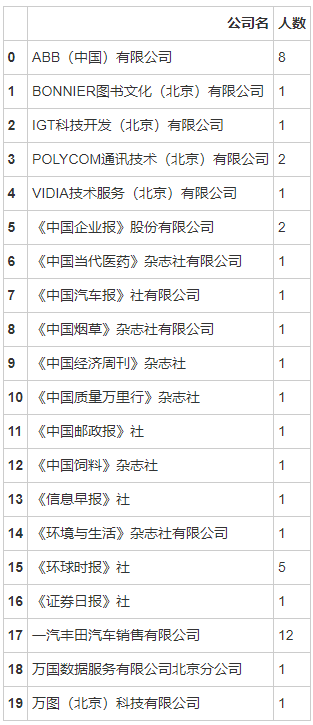 公司名 人数
0 ABB（中国）有限公司 8
1 BONNIER图书文化（北京）有限公司 1
2 IGT科技开发（北京）有限公司 1
3 POLYCOM通讯技术（北京）有限公司 2
4 VIDIA技术服务（北京）有限公司 1
5 《中国企业报》股份有限公司 2
6 《中国当代医药》杂志社有限公司 1
7 《中国汽车报》社有限公司 1
8 《中国烟草》杂志社有限公司 1
9 《中国经济周刊》杂志社 1
10 《中国质量万里行》杂志社 1
11 《中国邮政报》社 1
12 《中国饲料》杂志社 1
13 《信息早报》社 1
14 《环境与生活》杂志社有限公司 1
15 《环球时报》社 5
16 《证券日报》社 1
17 一汽丰田汽车销售有限公司 12
18 万国数据服务有限公司北京分公司 1
19 万图（北京）科技有限公司 1